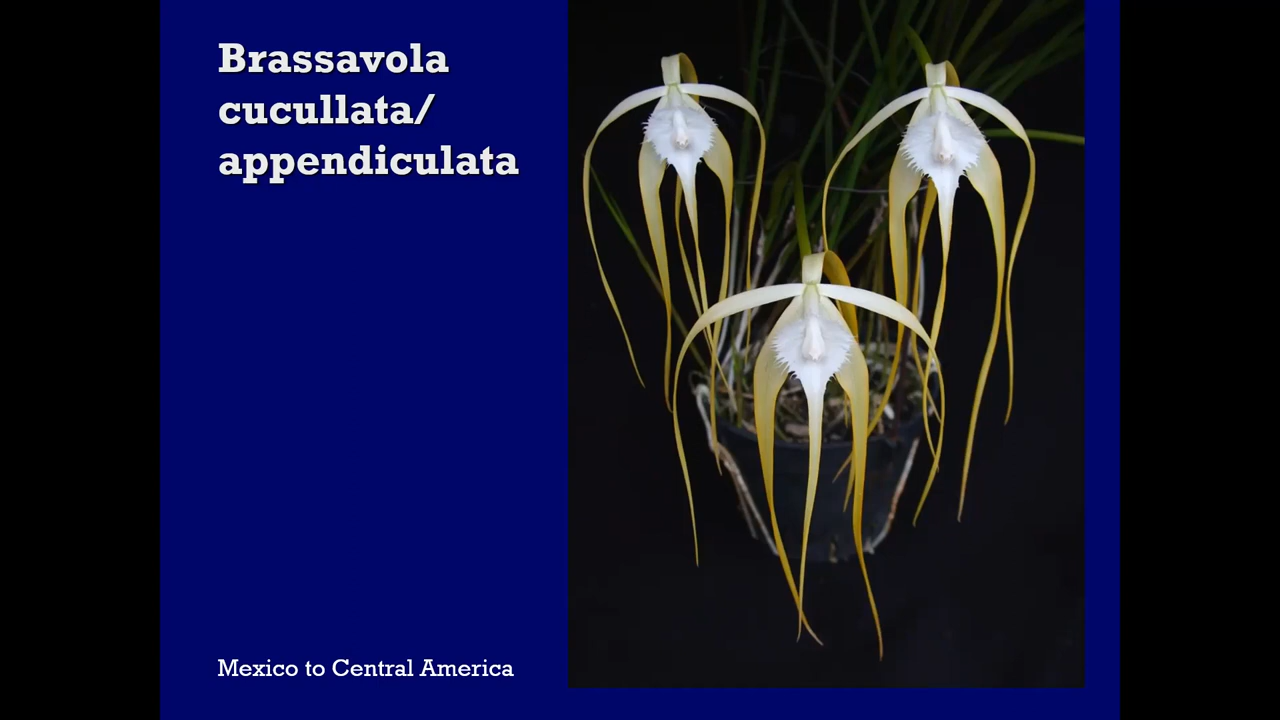 Brassavola
cucullata/
appendiculata
Mexico to Central America